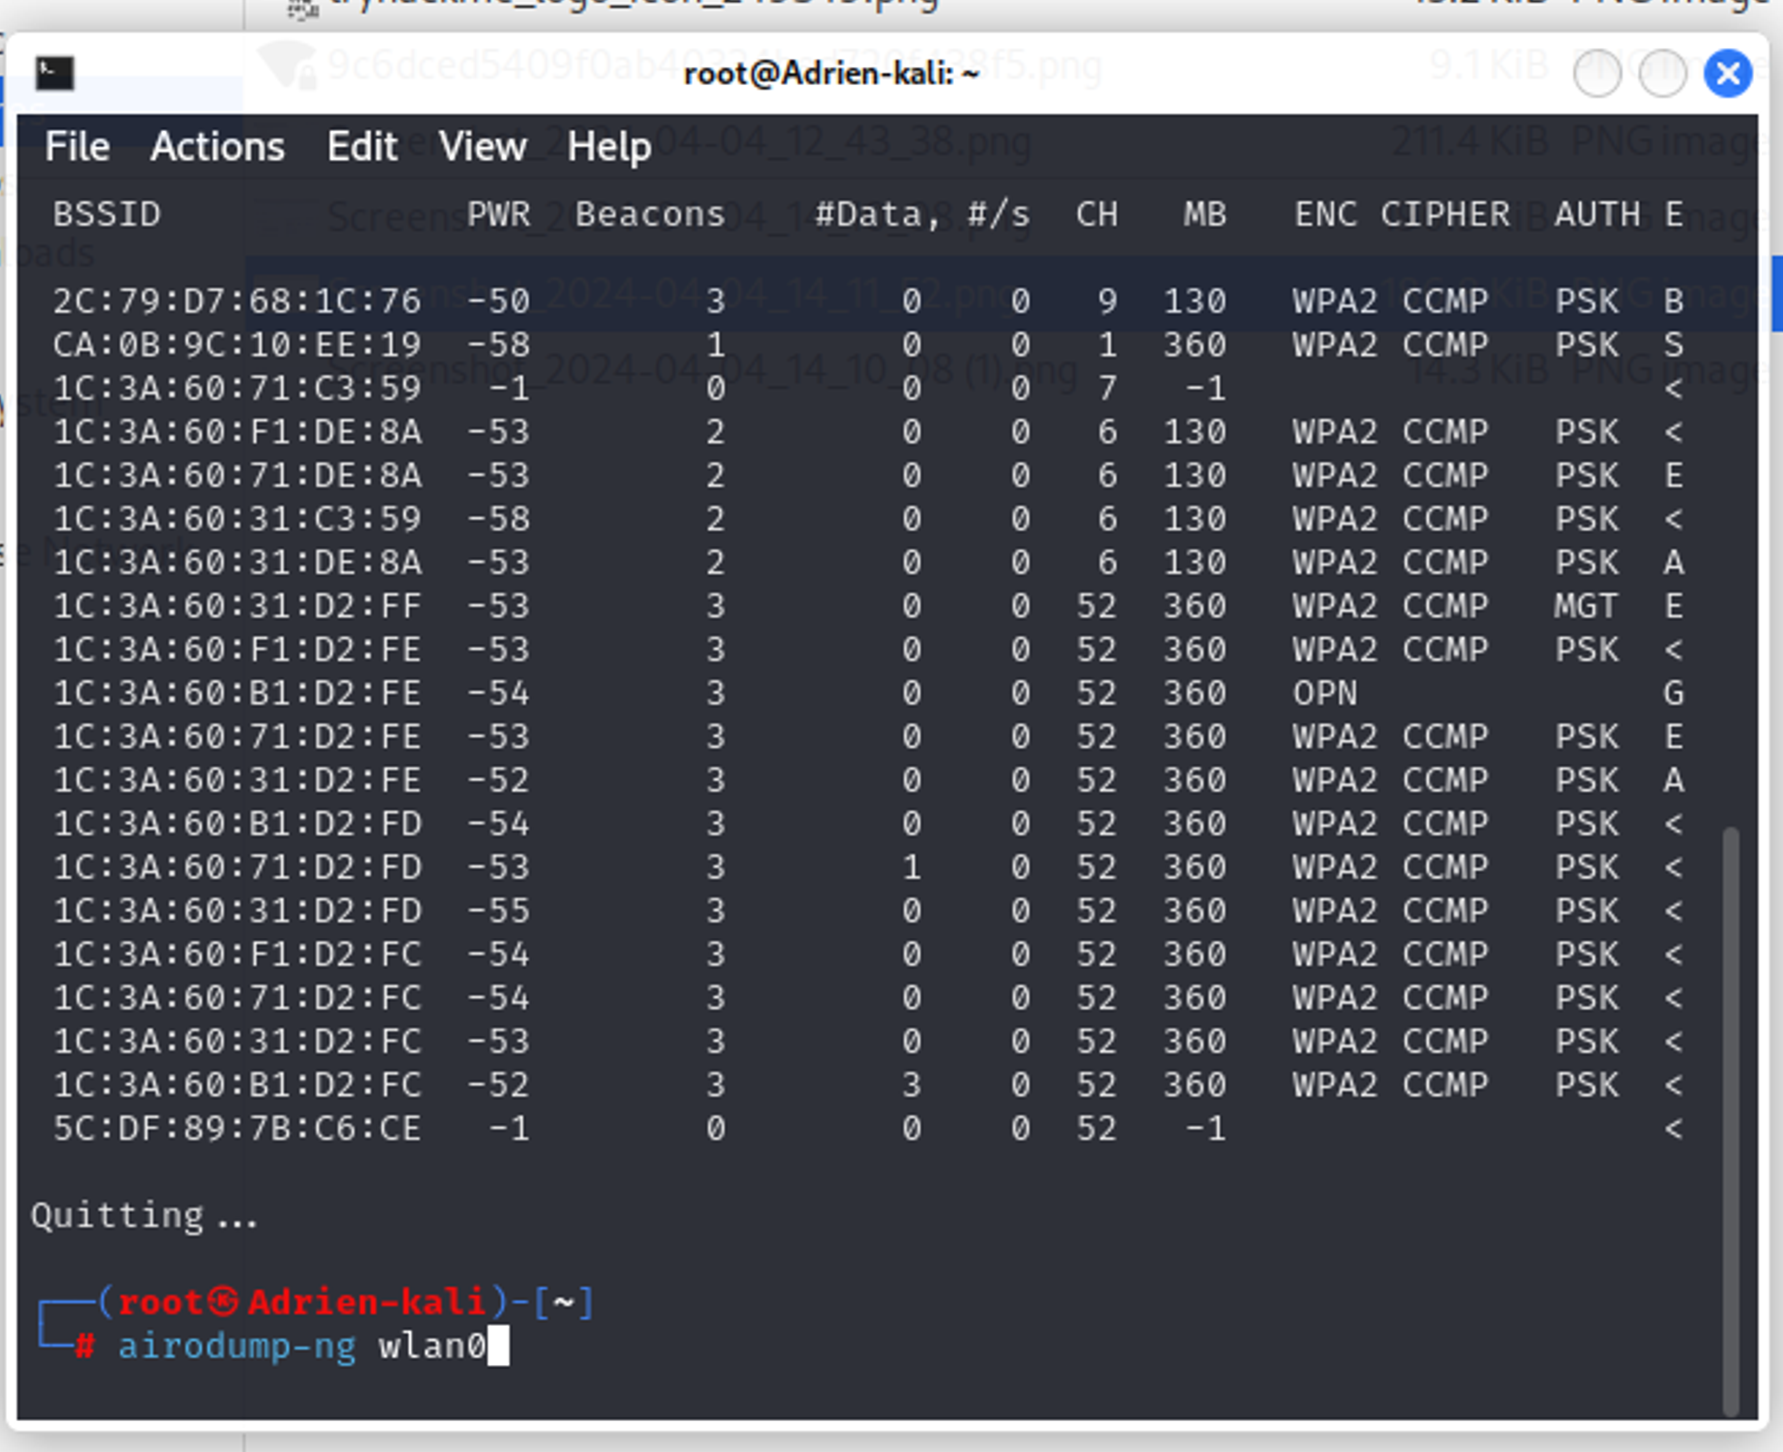 root@Adrien-kali: ~
File Actions Edit View Help
BSSID PWR Beacons #Data, #/s CH MB ENC CIPHER AUTH E
2C:79:D7:68:1C:76 -50 3 0 0 9 130 WPA2 CCMP PSK B
CA:0B:9C:10:EE:19 -58 1 0 0 1 360 WPA2 CCMP PSK S
1C:3A:60:71:C3:59 -1 0 0 0 7 -1 <
1C:3A:60:F1:DE:8A -53 2 0 0 6 130 WPA2 CCMP PSK <
1C:3A:60:71:DE:8A -53 2 0 0 6 130 WPA2 CCMP PSK E
1C:3A:60:31:C3:59 -58 2 0 0 6 130 WPA2 CCMP PSK <
1C:3A:60:31:DE:8A -53 2 0 0 6 130 WPA2 CCMP PSK A
1C:3A:60:31:D2:FF -53 3 0 0 52 360 WPA2 CCMP MGT E
1C:3A:60:F1:D2:FE -53 3 0 0 52 360 WPA2 CCMP PSK <
1C:3A:60:B1:D2:FE -54 3 0 0 52 360 OPN G
1C:3A:60:71:D2:FE -53 3 0 0 52 360 WPA2 CCMP PSK E
1C:3A:60:31:D2:FE -52 3 0 0 52 360 WPA2 CCMP PSK A
1C:3A:60:B1:D2:FD -54 3 0 0 52 360 WPA2 CCMP PSK <
1C:3A:60:71:D2:FD -53 3 1 0 52 360 WPA2 CCMP PSK <
1C:3A:60:31:D2:FD -55 3 0 0 52 360 WPA2 CCMP PSK <
1C:3A:60:F1:D2:FC -54 3 0 0 52 360 WPA2 CCMP PSK <
1C:3A:60:71:D2:FC -54 3 0 0 52 360 WPA2 CCMP PSK <
1C:3A:60:31:D2:FC -53 3 0 0 52 360 WPA2 CCMP PSK <
1C:3A:60:B1:D2:FC -52 3 3 0 52 360 WPA2 CCMP PSK <
5C:DF:89:7B:C6:CE -1 0 0 0 52 -1 <
Quitting...
┌──(root㉿Adrien-kali)-[~]
└─# airodump-ng wlan0